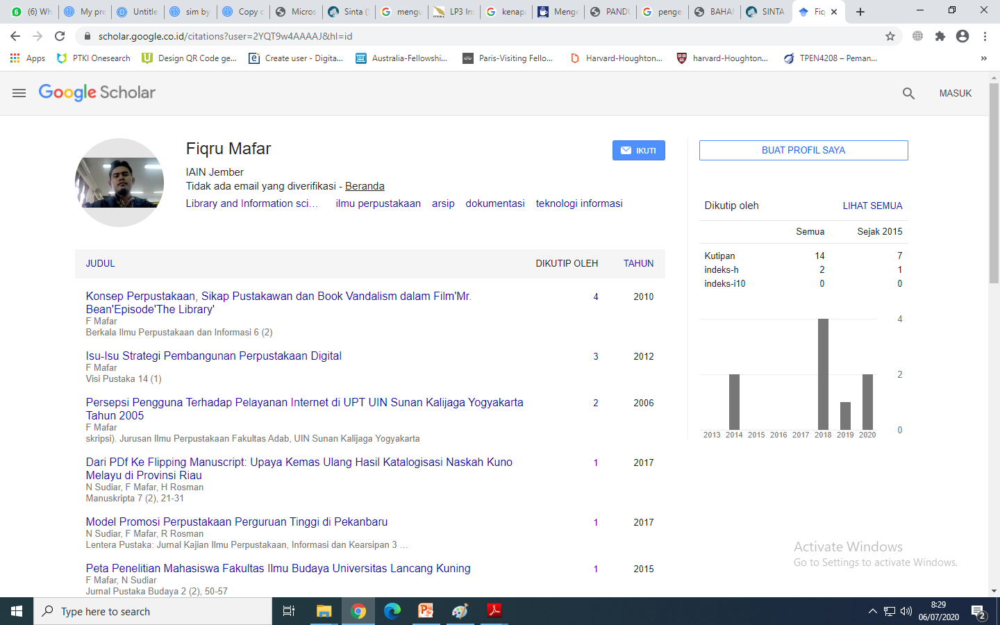 (6) Wh
My pre
Untitle
sim by
Copy c
Micros
Sinta (S
mengu
LP3 Ins
kenapa
Menge
PANDU
penge
BAHAN
SINTA
Fiq
scholar.google.co.id/citations?user=2YQT9w4AAAAJ&hl=id
Apps
PTKI Onesearch
Design QR Code ge...
Create user - Digita...
Australia-Fellowshi...
Paris-Visiting Fello...
Harvard-Houghton...
harvard-Houghton...
TPEN4208 – Peman...
»
Google Scholar
MASUK
Fiqru Mafar
IKUTI
IAIN Jember
Tidak ada email yang diverifikasi - Beranda
Library and Information sci… ilmu perpustakaan arsip dokumentasi teknologi informasi
BUAT PROFIL SAYA
Dikutip oleh LIHAT SEMUA
Semua Sejak 2015
Kutipan 14 7
indeks-h 2 1
indeks-i10 0 0
4
2
0
2013 2014 2015 2016 2017 2018 2019 2020
JUDUL DIKUTIP OLEH TAHUN
Konsep Perpustakaan, Sikap Pustakawan dan Book Vandalism dalam Film'Mr. 4 2010
Bean'Episode'The Library'
F Mafar
Berkala Ilmu Perpustakaan dan Informasi 6 (2)
Isu-Isu Strategi Pembangunan Perpustakaan Digital 3 2012
F Mafar
Visi Pustaka 14 (1)
Persepsi Pengguna Terhadap Pelayanan Internet di UPT UIN Sunan Kalijaga Yogyakarta 2 2006
Tahun 2005
F Mafar
skripsi). Jurusan Ilmu Perpustakaan Fakultas Adab, UIN Sunan Kalijaga Yogyakarta
Dari PDf Ke Flipping Manuscript: Upaya Kemas Ulang Hasil Katalogisasi Naskah Kuno 1 2017
Melayu di Provinsi Riau
N Sudiar, F Mafar, H Rosman
Manuskripta 7 (2), 21-31
Model Promosi Perpustakaan Perguruan Tinggi di Pekanbaru 1 2017
N Sudiar, F Mafar, R Rosman
Lentera Pustaka: Jurnal Kajian Ilmu Perpustakaan, Informasi dan Kearsipan 3 …
Peta Penelitian Mahasiswa Fakultas Ilmu Budaya Universitas Lancang Kuning 1 2015
F Mafar, N Sudiar
Jurnal Pustaka Budaya 2 (2), 50-57
Activate Windows
Go to Settings to activate Windows.
Type here to search
8:29
06/07/2020
2